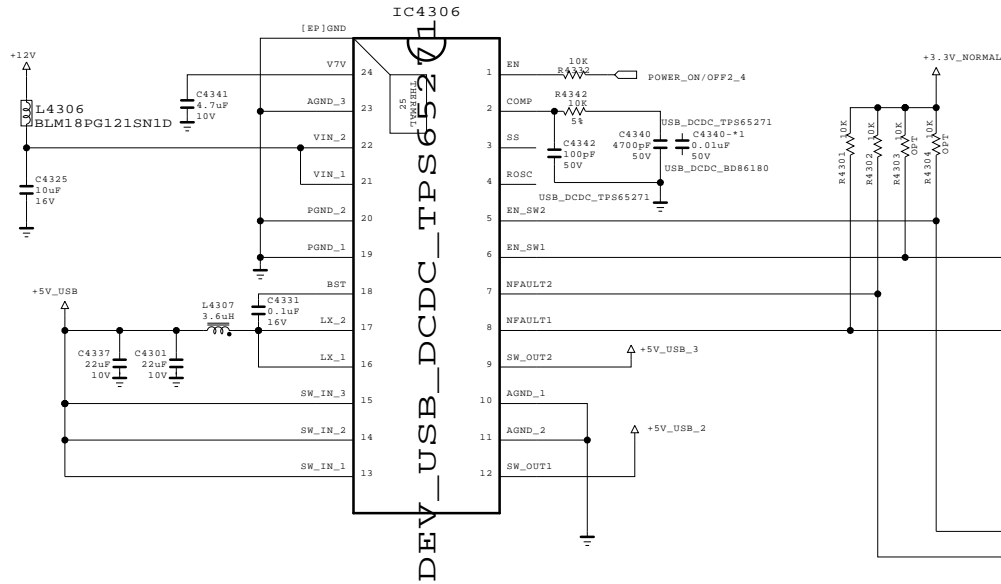 IC4306
DEV_USB_DCDC_TPS65271
THERMAL
25
[EP]GND
V7V
24
AGND_3
23
VIN_2
22
VIN_1
21
PGND_2
20
PGND_1
19
BST
18
LX_2
17
LX_1
16
SW_IN_3
15
SW_IN_2
14
SW_IN_1
13
1
EN
2
COMP
3
SS
4
ROSC
5
EN_SW2
6
EN_SW1
7
NFAULT2
8
NFAULT1
9
SW_OUT2
10
AGND_1
11
AGND_2
12
SW_OUT1
+12V
L4306
BLM18PG121SN1D
C4325
10uF
16V
C4341
4.7uF
10V
+5V_USB
L4307
3.6uH
C4331
0.1uF
16V
C4337
22uF
10V
C4301
22uF
10V
10K
R4332
POWER_ON/OFF2_4
R4342
10K
5%
C4342
100pF
50V
USB_DCDC_TPS65271
C4340
4700pF
50V
C4340-*1
0.01uF
50V
USB_DCDC_BD86180
USB_DCDC_TPS65271
+3.3V_NORMAL
R4301
10K
R4302
10K
R4303
10K
OPT
R4304
10K
OPT
+5V_USB_3
+5V_USB_2